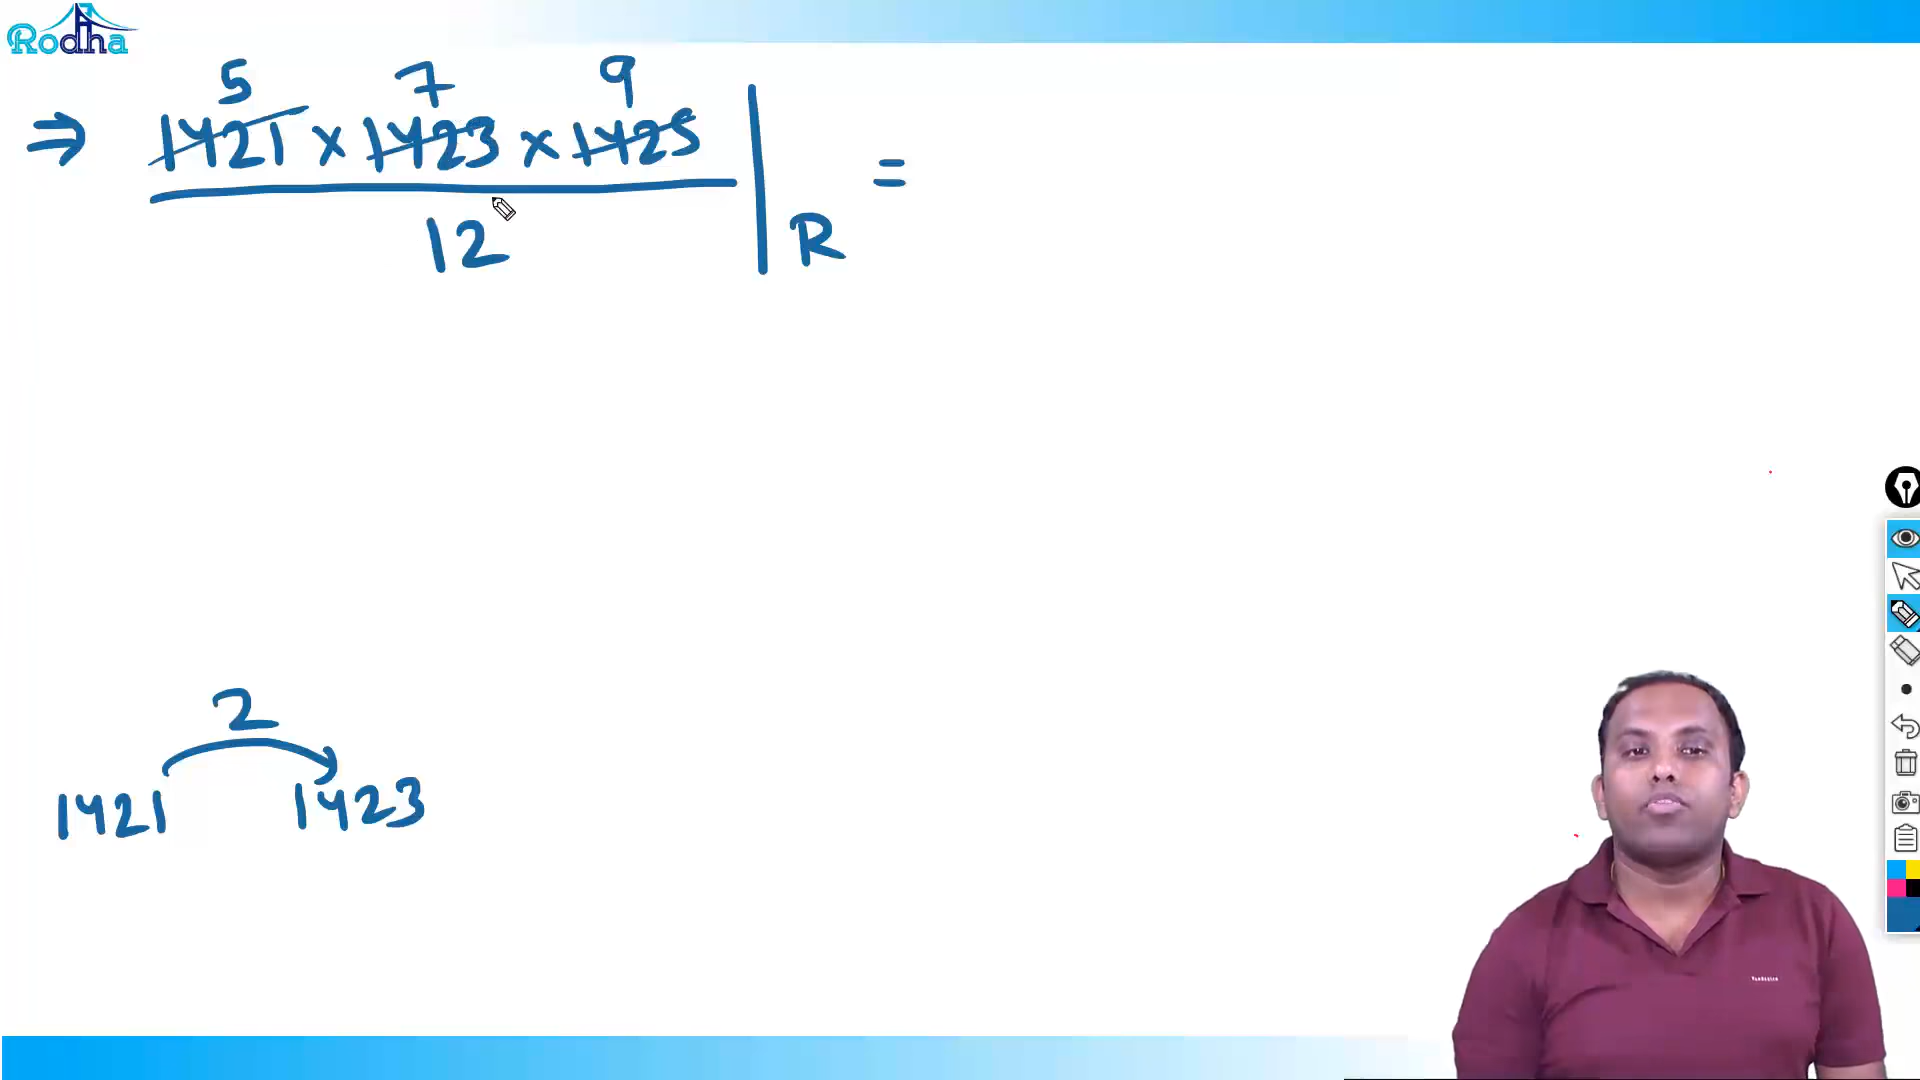 Rodha
5 7 9
⇒ 1421 x 1423 x 1425
12
R =
2
1421 1423